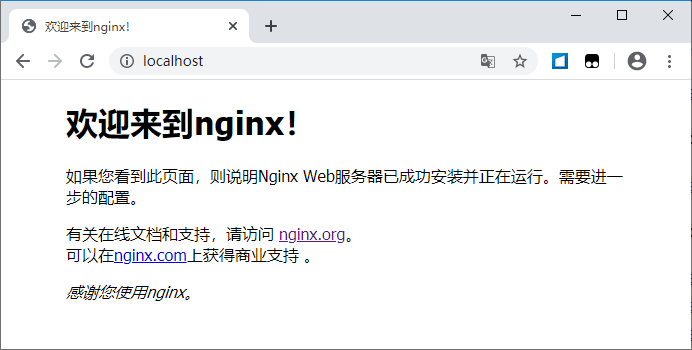 欢迎来到nginx!
localhost
欢迎来到nginx！
如果您看到此页面，则说明Nginx Web服务器已成功安装并正在运行。需要进一
步的配置。
有关在线文档和支持，请访问 nginx.org。
可以在nginx.com上获得商业支持 。
感谢您使用nginx。